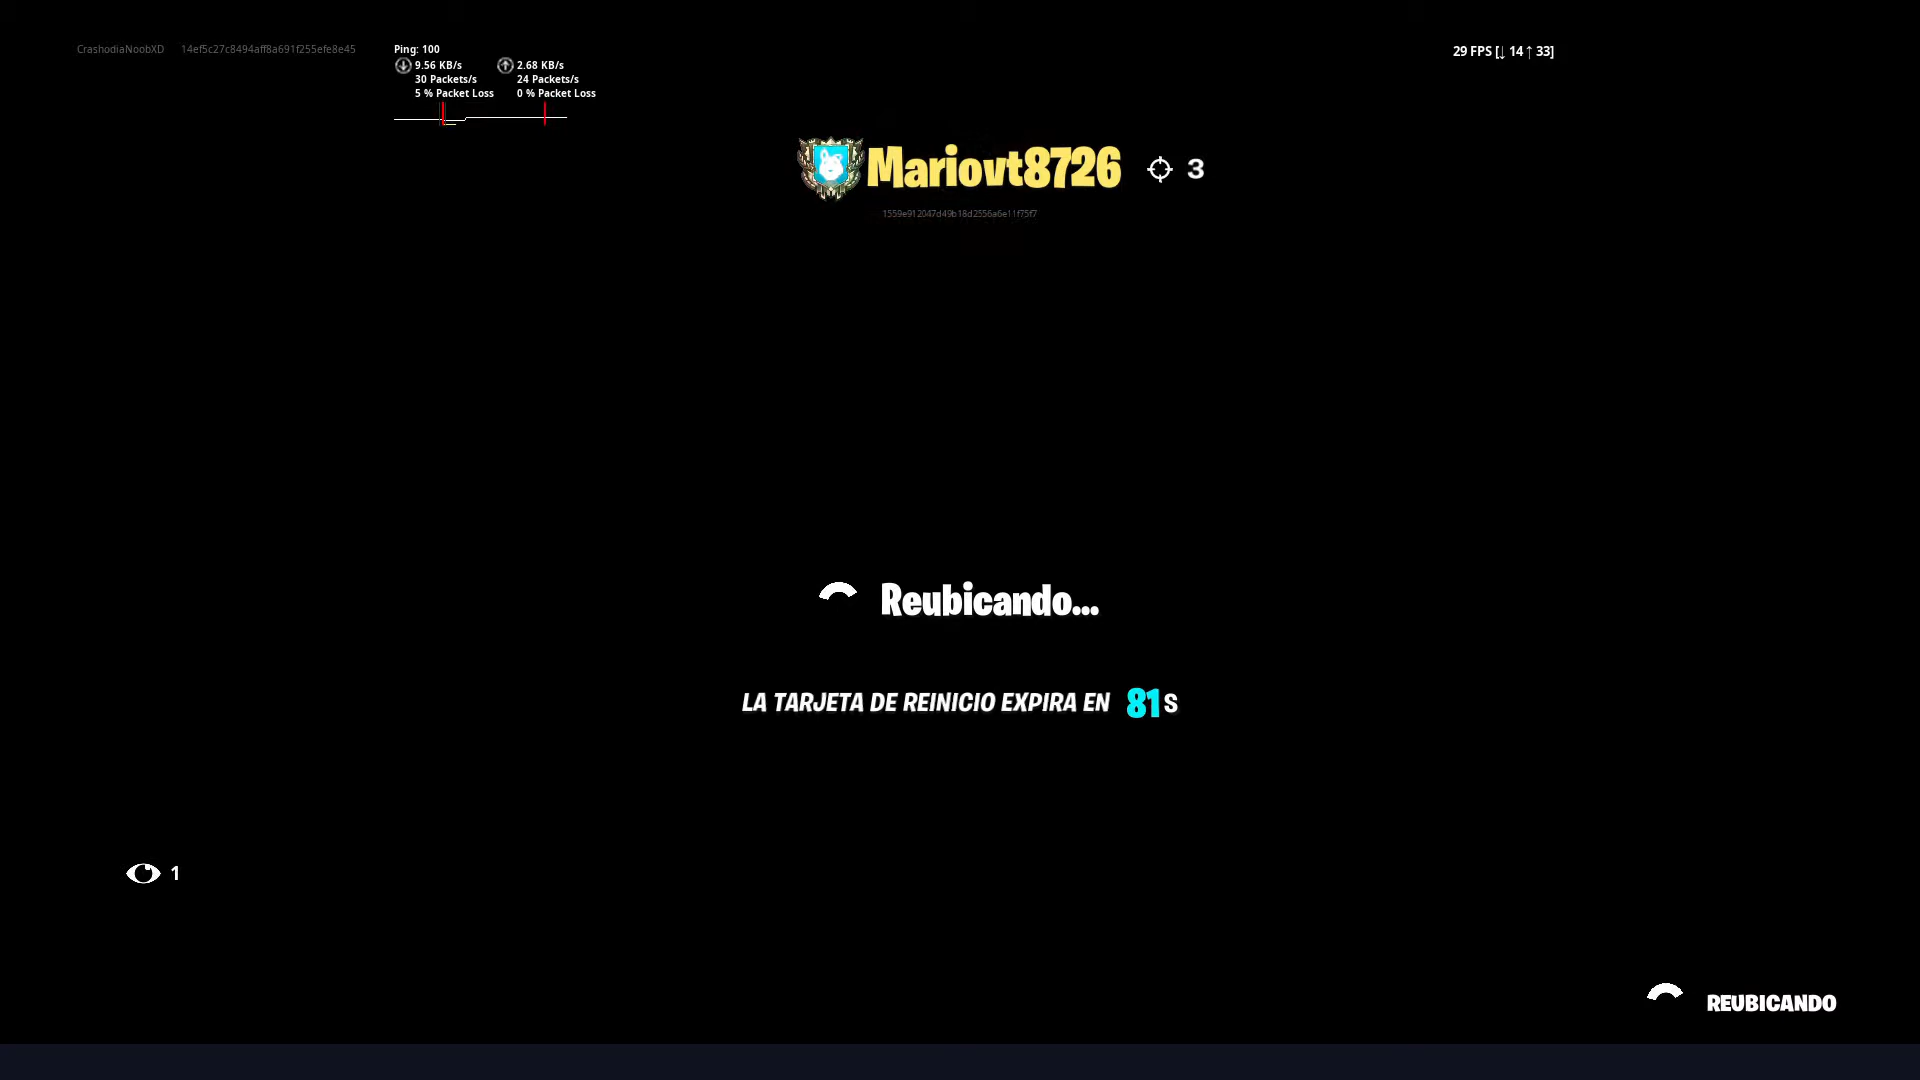 CrashodiaNoobXD 14ef5c27c8494aff8a691f255efe8e45
Ping: 100
9.56 KB/s 2.68 KB/s
30 Packets/s 24 Packets/s
5 % Packet Loss 0 % Packet Loss
29 FPS [↓ 14 ↑ 33]
Mariovt8726 3
1559e912047d49b18d2556a6e11f75f7
Reubicando...
LA TARJETA DE REINICIO EXPIRA EN 81 S
1
REUBICANDO